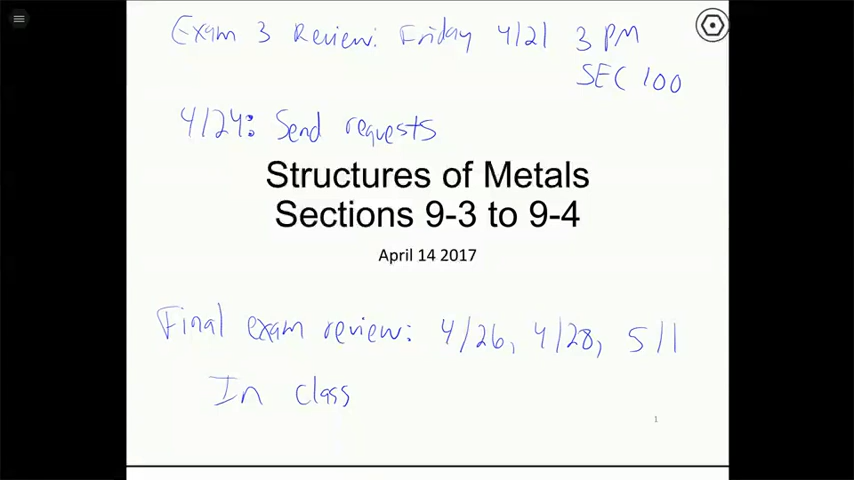 Exam 3 Review: Friday 4/21 3 PM
SEC 100
4/24: Send requests
Structures of Metals
Sections 9-3 to 9-4
April 14 2017
Final exam review: 4/26, 4/28, 5/1
In class
1